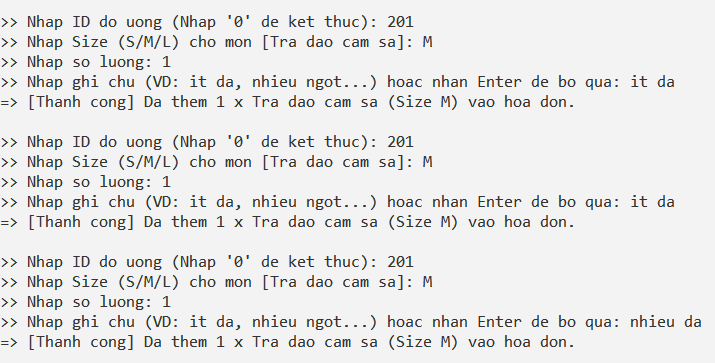 >> Nhap ID do uong (Nhap '0' de ket thuc): 201
>> Nhap Size (S/M/L) cho mon [Tra dao cam sa]: M
>> Nhap so luong: 1
>> Nhap ghi chu (VD: it da, nhieu ngot...) hoac nhan Enter de bo qua: it da
=> [Thanh cong] Da them 1 x Tra dao cam sa (Size M) vao hoa don.
>> Nhap ID do uong (Nhap '0' de ket thuc): 201
>> Nhap Size (S/M/L) cho mon [Tra dao cam sa]: M
>> Nhap so luong: 1
>> Nhap ghi chu (VD: it da, nhieu ngot...) hoac nhan Enter de bo qua: it da
=> [Thanh cong] Da them 1 x Tra dao cam sa (Size M) vao hoa don.
>> Nhap ID do uong (Nhap '0' de ket thuc): 201
>> Nhap Size (S/M/L) cho mon [Tra dao cam sa]: M
>> Nhap so luong: 1
>> Nhap ghi chu (VD: it da, nhieu ngot...) hoac nhan Enter de bo qua: nhieu da
=> [Thanh cong] Da them 1 x Tra dao cam sa (Size M) vao hoa don.